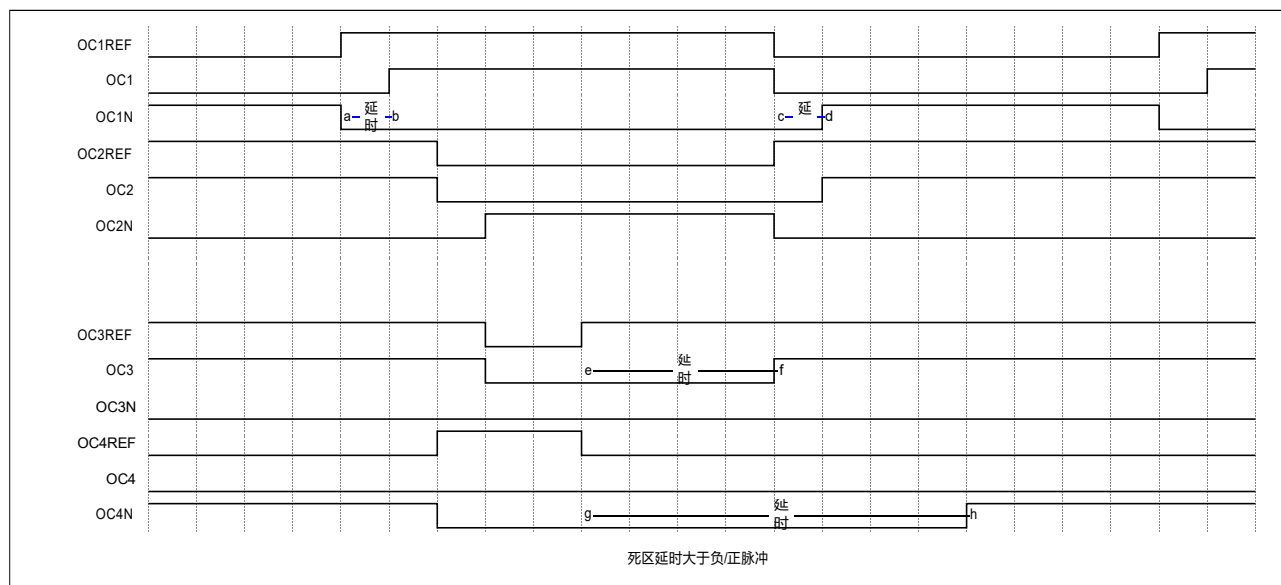 OC1REF
OC1
OC1N
a
延
时
b
c
延
d
OC2REF
OC2
OC2N
OC3REF
OC3
e
延
时
f
OC3N
OC4REF
OC4
OC4N
g
延
时
h
死区延时大于负/正脉冲